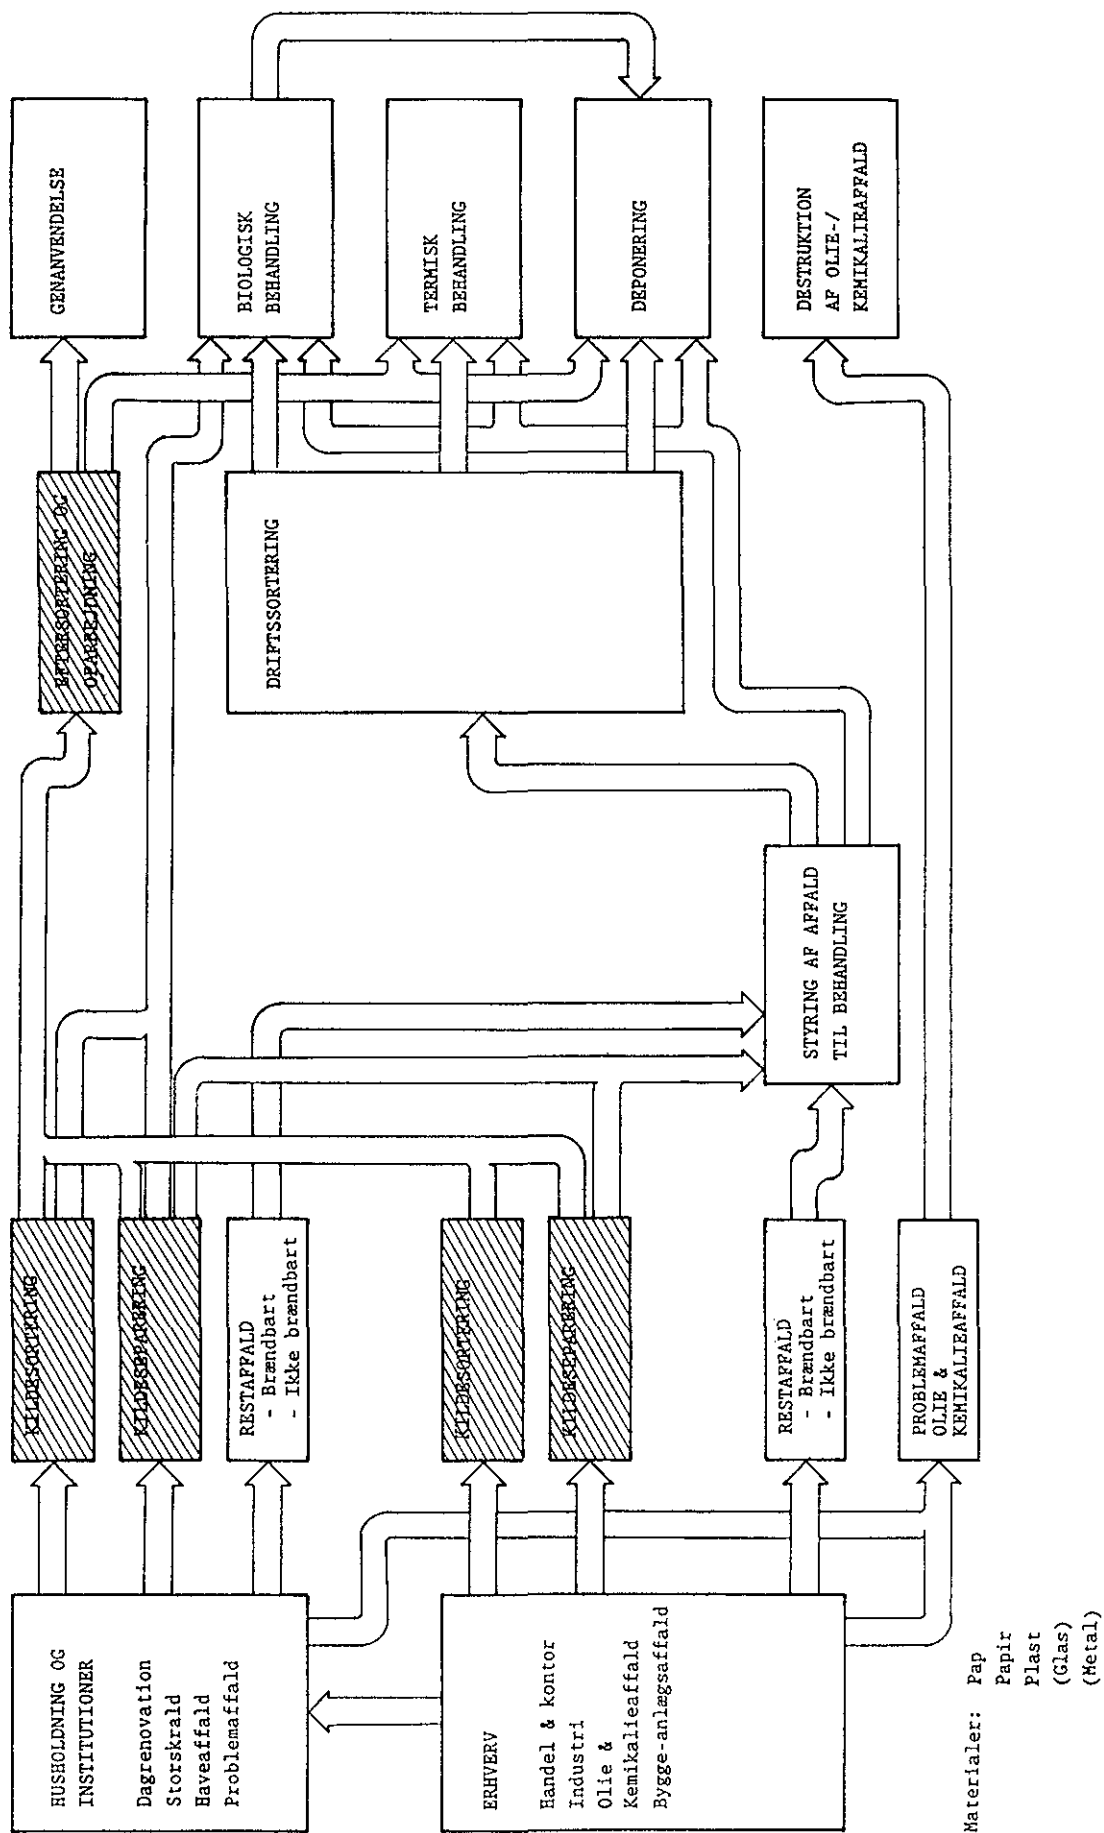 HUSHOLDNING OG
INSTITUTIONER
Dagrenovation
Storskrald
Haveaffald
Problemaffald
ERHVERV
Handel & kontor
Industri
Olie &
Kemikalieaffald
Bygge-anlægsaffald
KILDESORTERING
KILDESEPARERING
RESTAFFALD
- Brændbart
- Ikke brændbart
KILDESORTERING
KILDESEPARERING
RESTAFFALD
- Brændbart
- Ikke brændbart
PROBLEMAFFALD
OLIE &
KEMIKALIEAFFALD
STYRING AF AFFALD
TIL BEHANDLING
EFTERSORTERING OG
OPARBEJDNING
DRIFTSSORTERING
GENANVENDELSE
BIOLOGISK
BEHANDLING
TERMISK
BEHANDLING
DEPONERING
DESTRUKTION
AF OLIE-/
KEMIKALIEAFFALD
Materialer: Pap
Papir
Plast
(Glas)
(Metal)